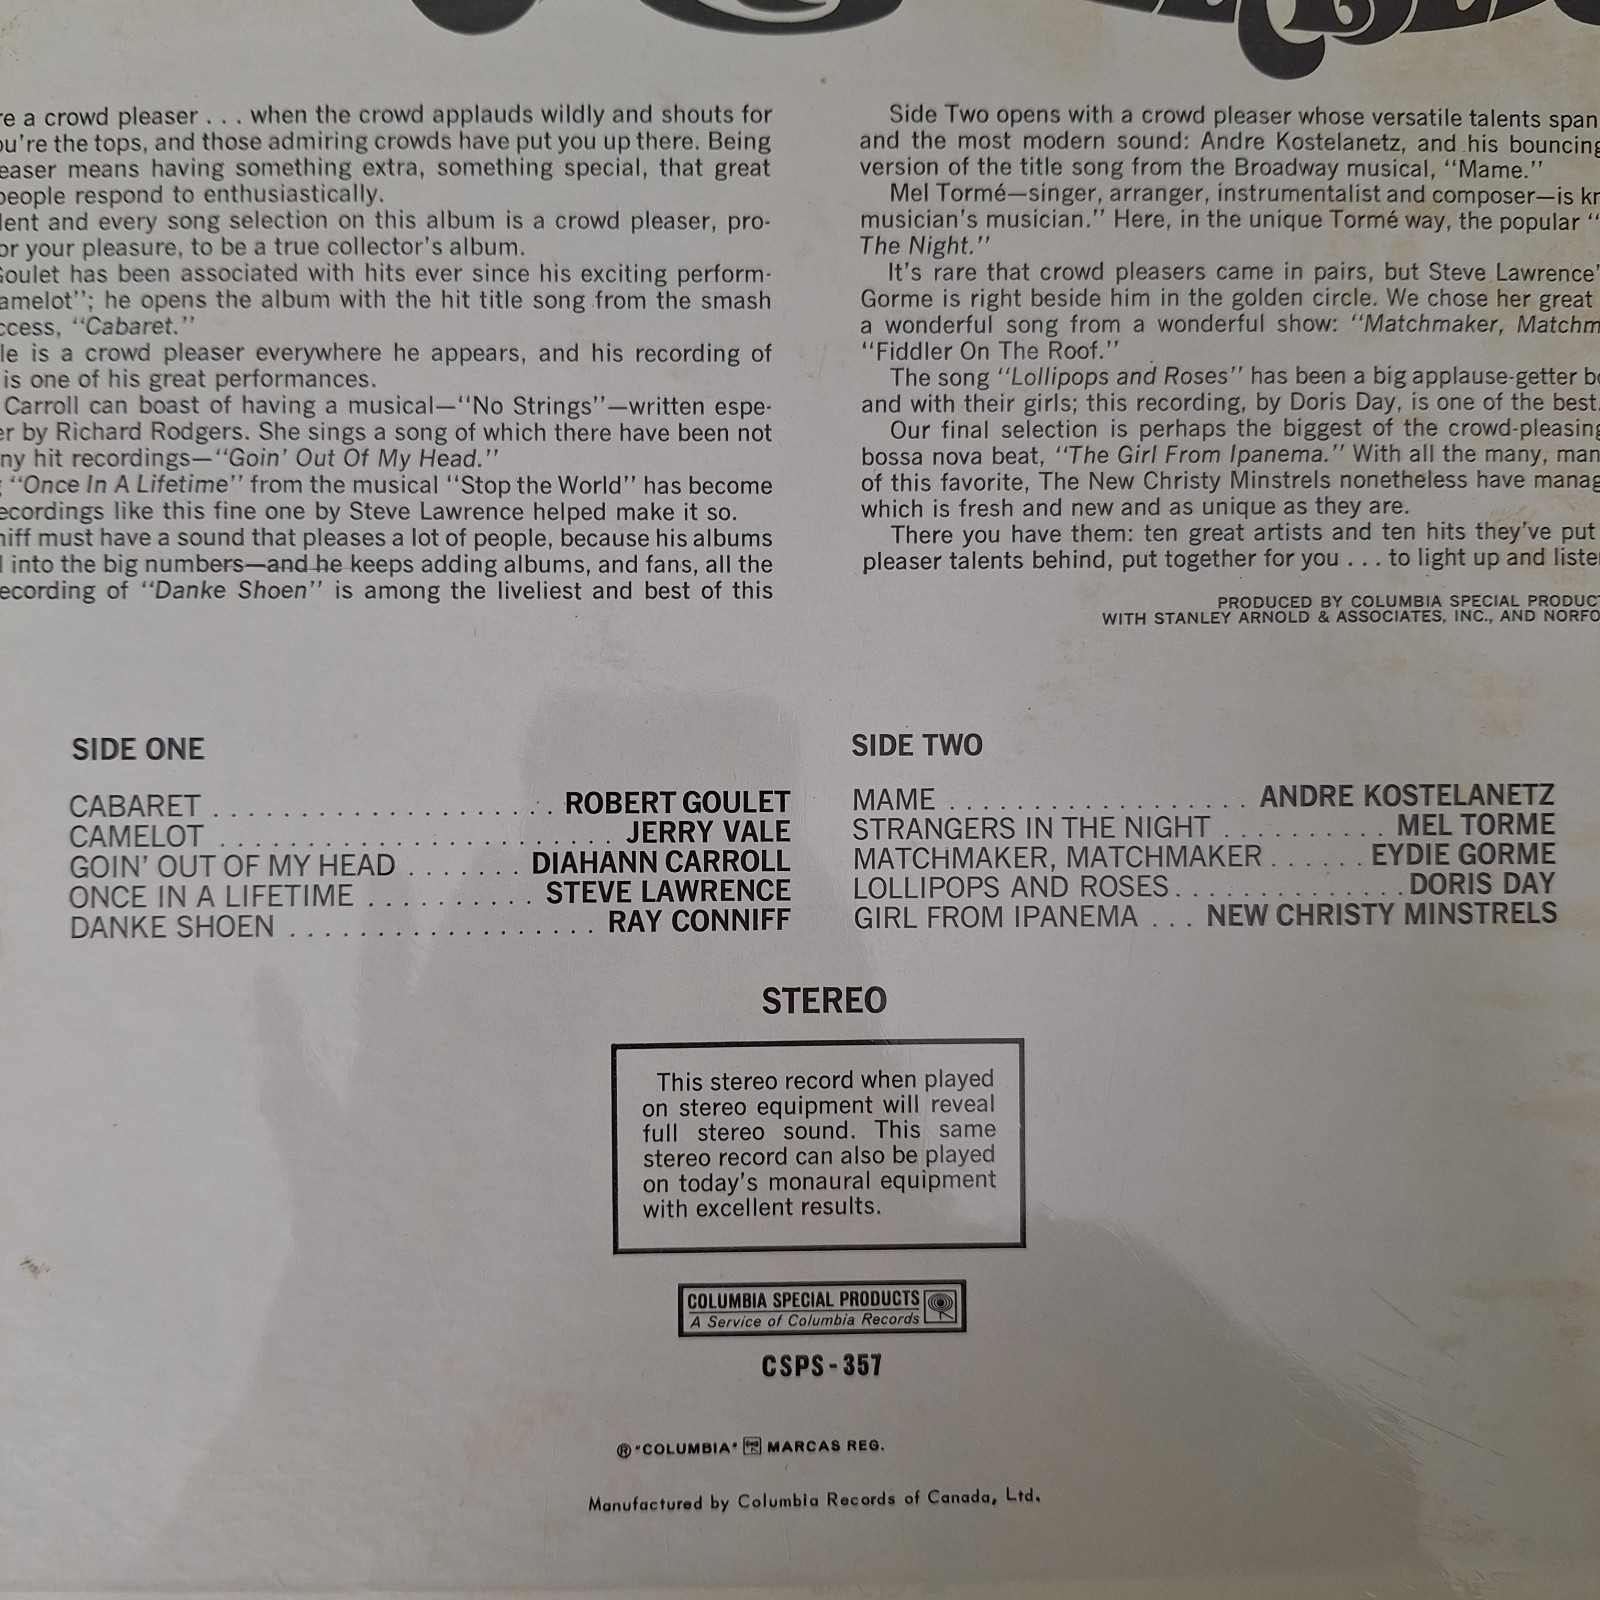 a crowd pleaser . . . when the crowd applauds wildly and shouts for
the tops, and those admiring crowds have put you up there. Being
means having something extra, something special, that great
people respond to enthusiastically.
and every song selection on this album is a crowd pleaser, pro-
your pleasure, to be a true collector's album.
Goulet has been associated with hits ever since his exciting perform-
he opens the album with the hit title song from the smash
"Cabaret."
is a crowd pleaser everywhere he appears, and his recording of
is one of his great performances.
Carroll can boast of having a musical—"No Strings"—written espe-
by Richard Rodgers. She sings a song of which there have been not
hit recordings—"Goin' Out Of My Head."
"Once In A Lifetime" from the musical "Stop the World" has become
recordings like this fine one by Steve Lawrence helped make it so.
must have a sound that pleases a lot of people, because his albums
into the big numbers—and he keeps adding albums, and fans, all the
recording of "Danke Shoen" is among the liveliest and best of this
Side Two opens with a crowd pleaser whose versatile talents span
and the most modern sound: Andre Kostelanetz, and his bouncing
version of the title song from the Broadway musical, "Mame."
Mel Tormé—singer, arranger, instrumentalist and composer—is
musician's musician." Here, in the unique Tormé way, the popular "
The Night."
It's rare that crowd pleasers came in pairs, but Steve Lawrence'
Gorme is right beside him in the golden circle. We chose her great
a wonderful song from a wonderful show: "Matchmaker,
"Fiddler On The Roof."
The song "Lollipops and Roses" has been a big applause-getter
and with their girls; this recording, by Doris Day, is one of the best.
Our final selection is perhaps the biggest of the crowd-pleasing
bossa nova beat, "The Girl From Ipanema." With all the many,
of this favorite, The New Christy Minstrels nonetheless have
which is fresh and new and as unique as they are.
There you have them: ten great artists and ten hits they've put
pleaser talents behind, put together for you . . . to light up and
PRODUCED BY COLUMBIA SPECIAL
WITH STANLEY ARNOLD & ASSOCIATES, INC., AND
SIDE ONE
CABARET . . . . . . . . . . . . . . . . . . . . . ROBERT GOULET
CAMELOT . . . . . . . . . . . . . . . . . . . . . . . . JERRY VALE
GOIN' OUT OF MY HEAD . . . . . . . DIAHANN CARROLL
ONCE IN A LIFETIME . . . . . . . . . . STEVE LAWRENCE
DANKE SHOEN . . . . . . . . . . . . . . . . . . . RAY CONNIFF
SIDE TWO
MAME . . . . . . . . . . . . . . . . . . ANDRE KOSTELANETZ
STRANGERS IN THE NIGHT . . . . . . . . . . MEL TORME
MATCHMAKER, MATCHMAKER . . . . . . EYDIE GORME
LOLLIPOPS AND ROSES . . . . . . . . . . . . . . DORIS DAY
GIRL FROM IPANEMA . . . NEW CHRISTY MINSTRELS
STEREO
This stereo record when played
on stereo equipment will reveal
full stereo sound. This same
stereo record can also be played
on today's monaural equipment
with excellent results.
COLUMBIA SPECIAL PRODUCTS
A Service of Columbia Records
CSPS - 357
® "COLUMBIA" MARCAS REG.
Manufactured by Columbia Records of Canada, Ltd.